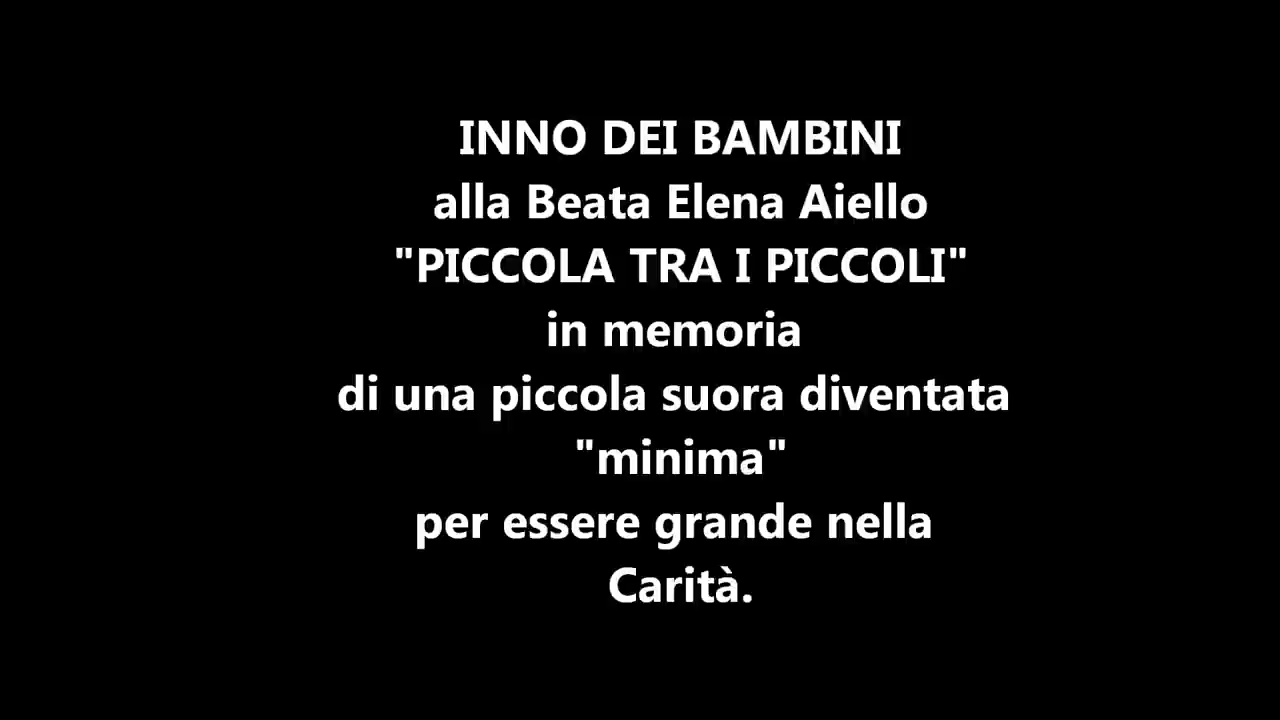 INNO DEI BAMBINI
alla Beata Elena Aiello
"PICCOLA TRA I PICCOLI"
in memoria
di una piccola suora diventata
"minima"
per essere grande nella
Carità.